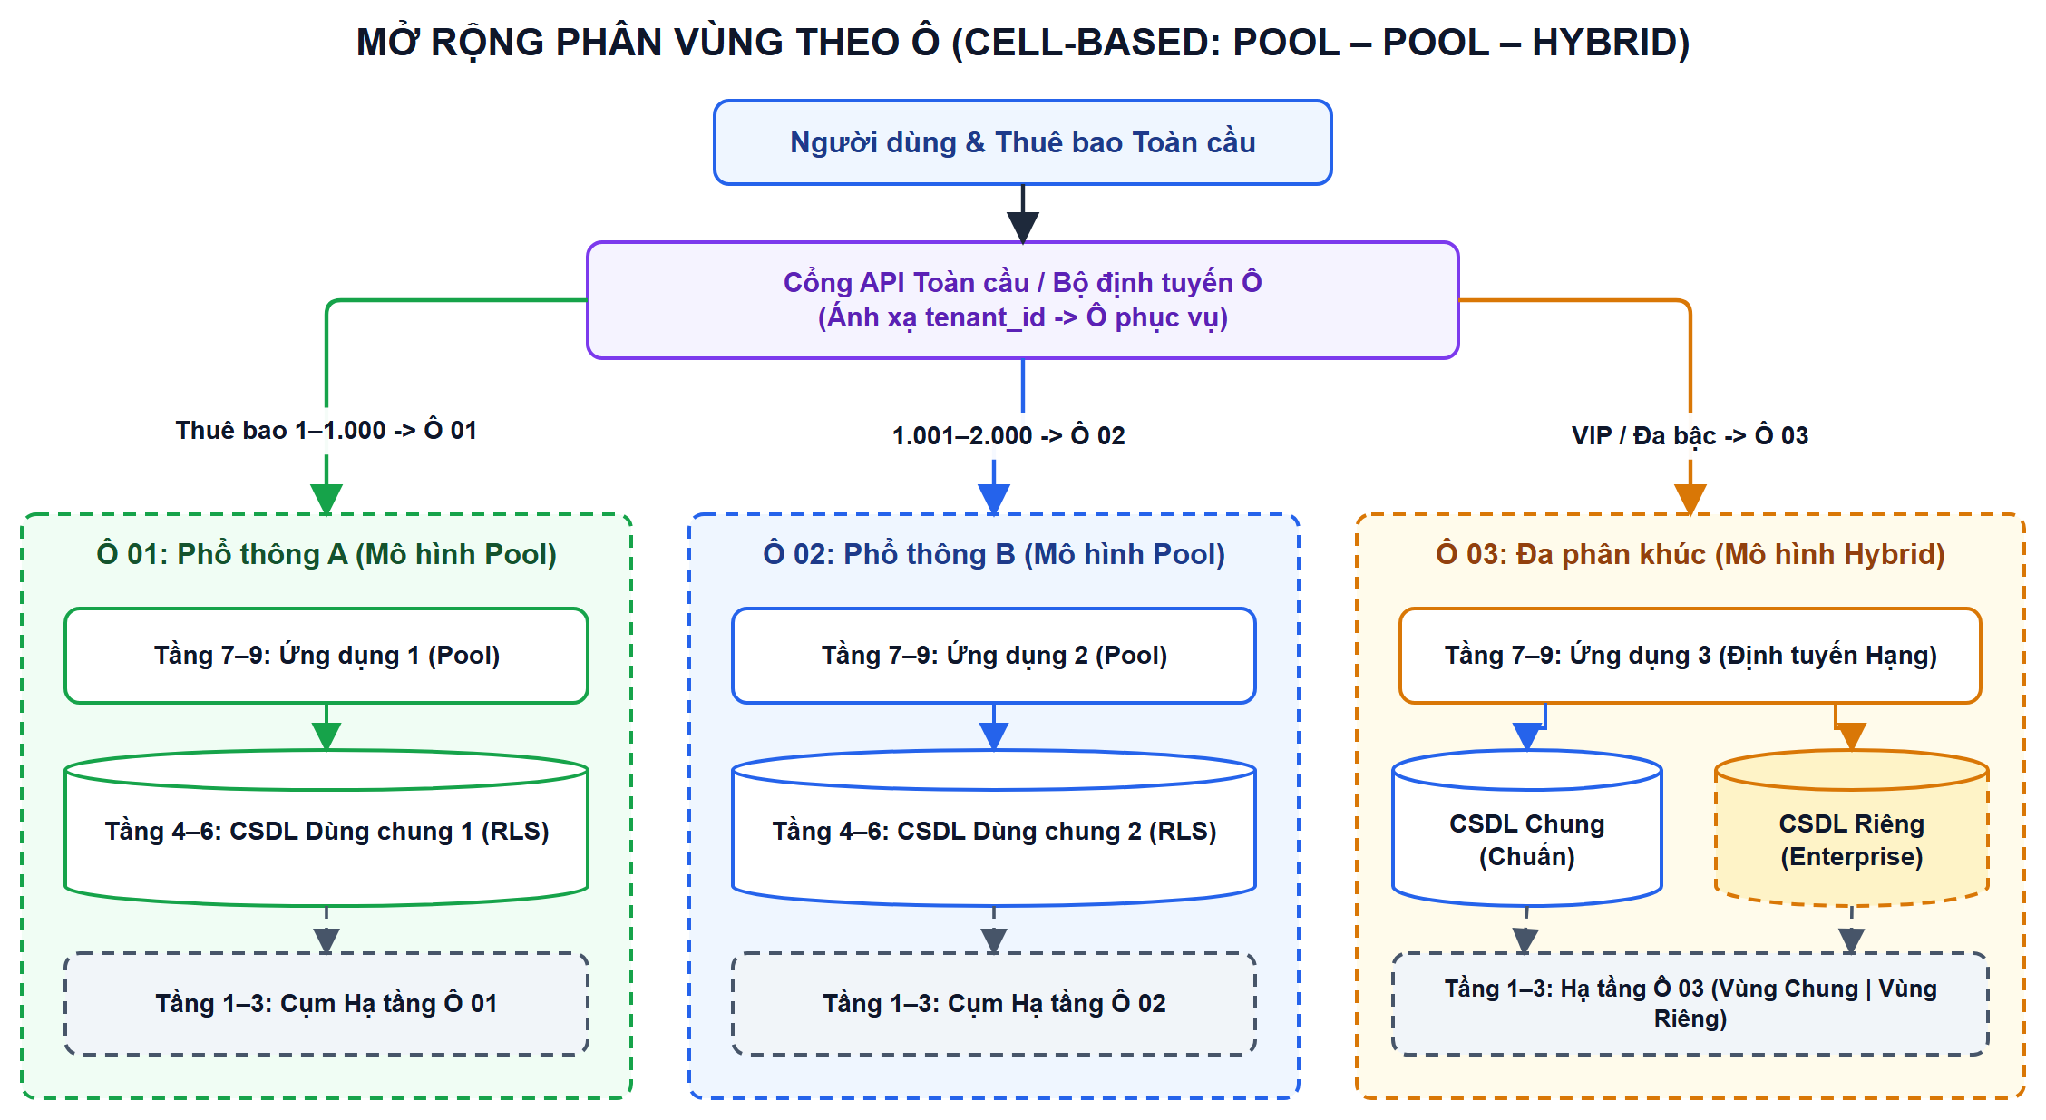 MỞ RỘNG PHÂN VÙNG THEO Ô (CELL-BASED: POOL – POOL – HYBRID)
Người dùng & Thuê bao Toàn cầu
Cổng API Toàn cầu / Bộ định tuyến Ô
(Ánh xạ tenant_id -> Ô phục vụ)
Thuê bao 1–1.000 -> Ô 01
1.001–2.000 -> Ô 02
VIP / Đa bậc -> Ô 03
Ô 01: Phổ thông A (Mô hình Pool)
Tầng 7–9: Ứng dụng 1 (Pool)
Tầng 4–6: CSDL Dùng chung 1 (RLS)
Tầng 1–3: Cụm Hạ tầng Ô 01
Ô 02: Phổ thông B (Mô hình Pool)
Tầng 7–9: Ứng dụng 2 (Pool)
Tầng 4–6: CSDL Dùng chung 2 (RLS)
Tầng 1–3: Cụm Hạ tầng Ô 02
Ô 03: Đa phân khúc (Mô hình Hybrid)
Tầng 7–9: Ứng dụng 3 (Định tuyến Hạng)
CSDL Chung
(Chuẩn)
CSDL Riêng
(Enterprise)
Tầng 1–3: Hạ tầng Ô 03 (Vùng Chung | Vùng
Riêng)